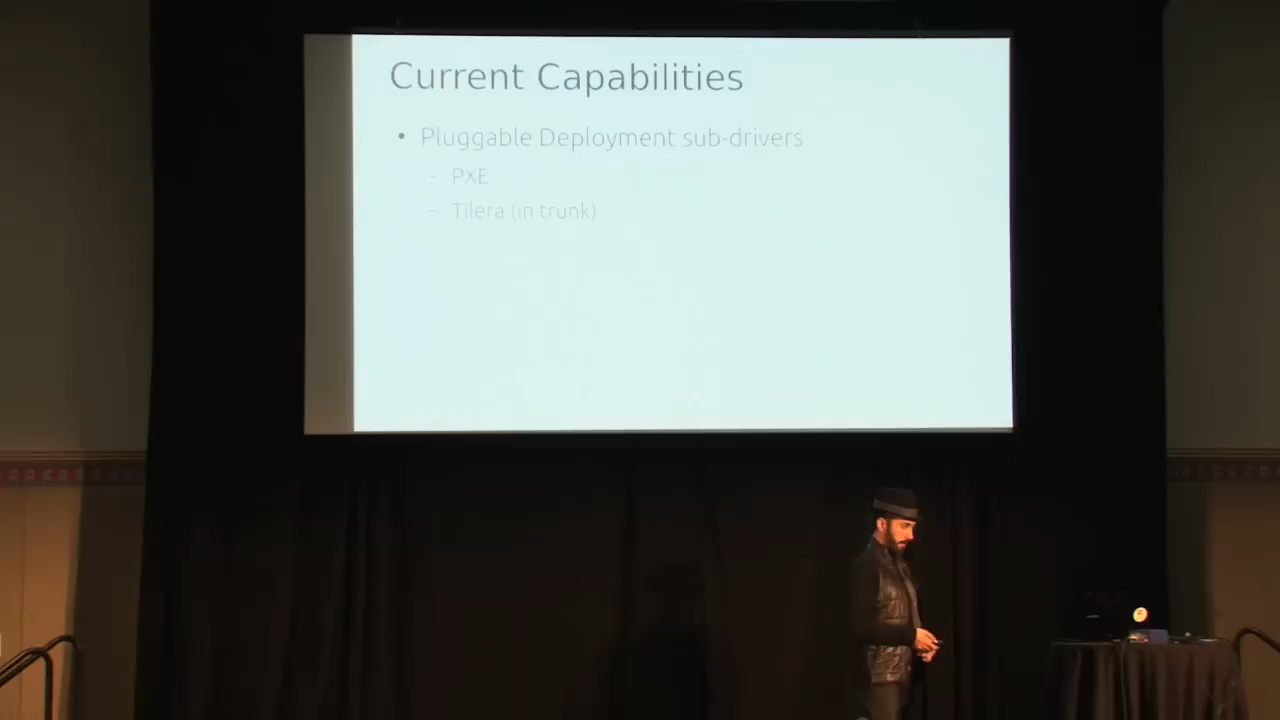 Current Capabilities
• Pluggable Deployment sub-drivers
– PXE
– Tilera (in trunk)